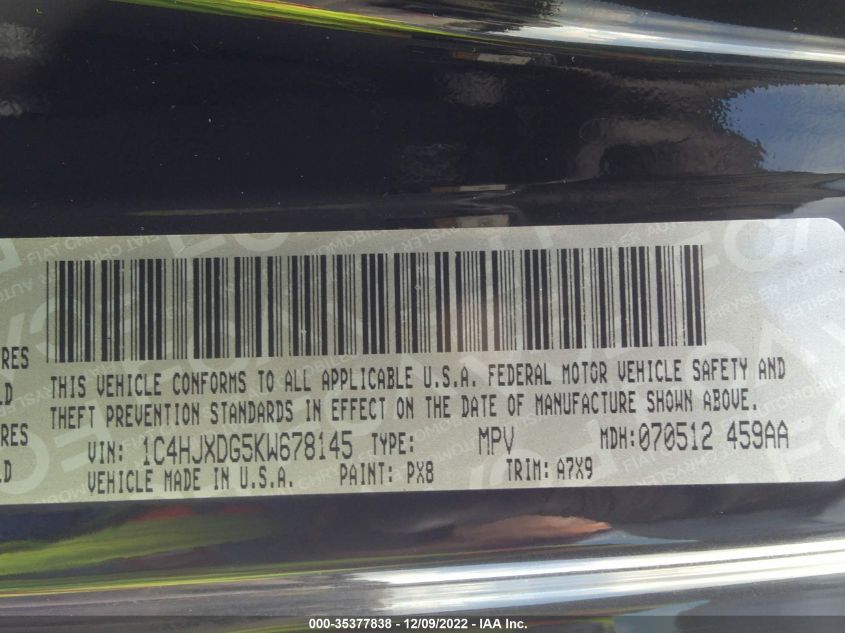 RES
LD
RES
LD
THIS VEHICLE CONFORMS TO ALL APPLICABLE U.S.A. FEDERAL MOTOR VEHICLE SAFETY AND
THEFT PREVENTION STANDARDS IN EFFECT ON THE DATE OF MANUFACTURE SHOWN ABOVE.
VIN: 1C4HJXDG5KW678145 TYPE: MPV MDH:070512 459AA
VEHICLE MADE IN U.S.A. PAINT: PX8 TRIM: A7X9
000-35377838 - 12/09/2022 - IAA Inc.